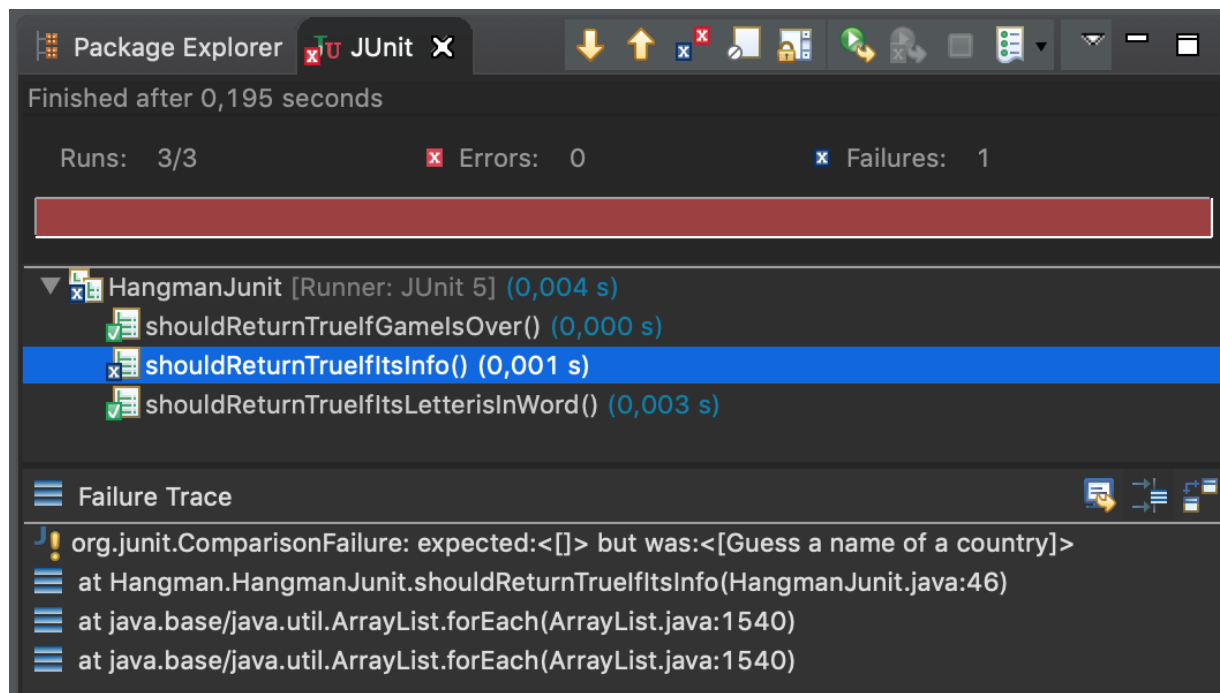 Package Explorer JUnit
Finished after 0,195 seconds
Runs: 3/3 Errors: 0 Failures: 1
HangmanJunit [Runner: JUnit 5] (0,004 s)
shouldReturnTrueIfGameIsOver() (0,000 s)
shouldReturnTrueIfItsInfo() (0,001 s)
shouldReturnTrueIfItsLetterisInWord() (0,003 s)
Failure Trace
org.junit.ComparisonFailure: expected:<[]> but was:<[Guess a name of a country]>
at Hangman.HangmanJunit.shouldReturnTrueIfItsInfo(HangmanJunit.java:46)
at java.base/java.util.ArrayList.forEach(ArrayList.java:1540)
at java.base/java.util.ArrayList.forEach(ArrayList.java:1540)